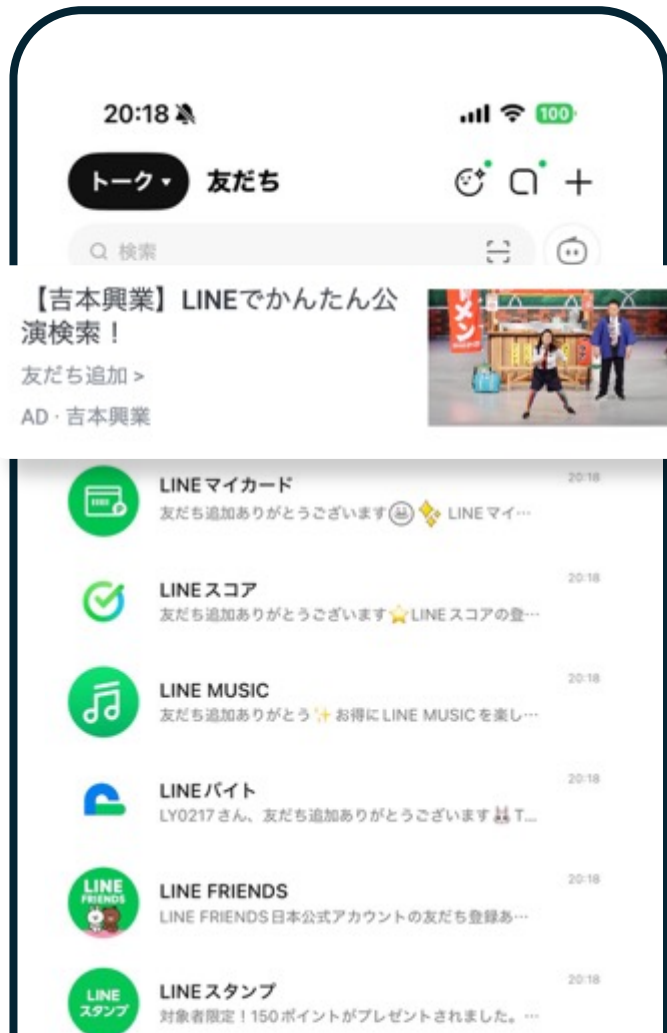 20:18
100
トーク
友だち
検索
【吉本興業】LINEでかんたん公
演検索！
友だち追加 >
AD · 吉本興業
メン
LINEマイカード
20:18
友だち追加ありがとうございます LINEマイ…
LINEスコア
20:18
友だち追加ありがとうございます⭐LINEスコアの登…
LINE MUSIC
20:18
友だち追加ありがとう✨お得にLINE MUSICを楽し…
LINEバイト
20:18
LY0217さん、友だち追加ありがとうございます T...
LINE
FRIENDS
LINE FRIENDS
20:18
LINE FRIENDS日本公式アカウントの友だち登録あ…
LINE
スタンプ
LINEスタンプ
20:18
対象者限定！150ポイントがプレゼントされました。…